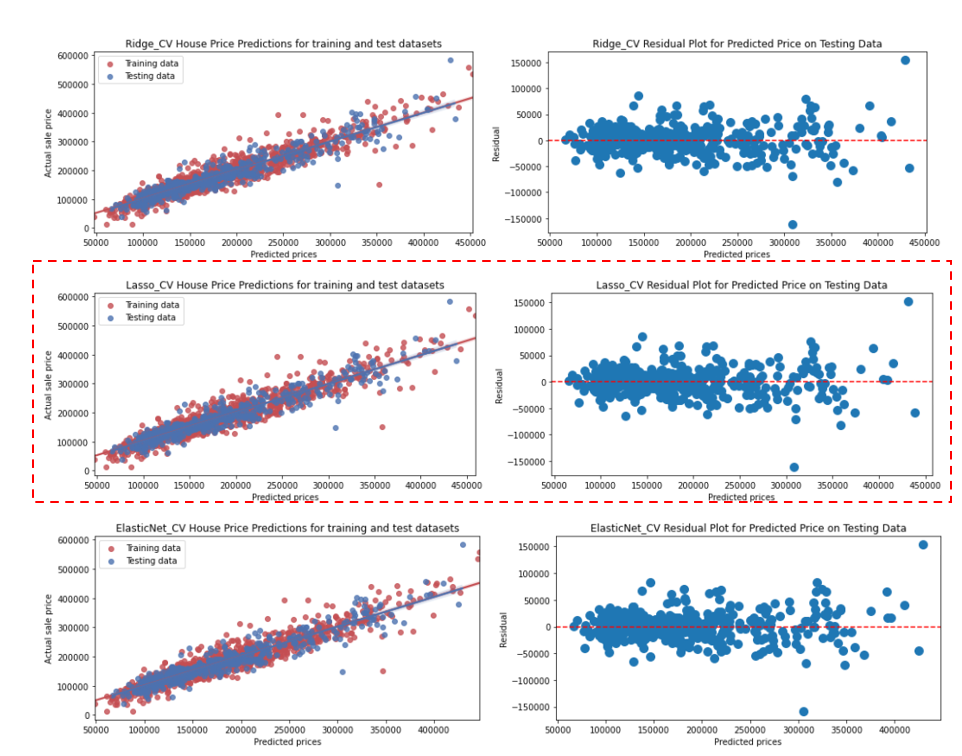 Ridge_CV House Price Predictions for training and test datasets
Training data
Testing data
600000
500000
400000
300000
200000
100000
0
Actual sale price
50000 100000 150000 200000 250000 300000 350000 400000 450000
Predicted prices
Ridge_CV Residual Plot for Predicted Price on Testing Data
150000
100000
50000
0
−50000
−100000
−150000
Residual
50000 100000 150000 200000 250000 300000 350000 400000 450000
Predicted prices
Lasso_CV House Price Predictions for training and test datasets
Training data
Testing data
600000
500000
400000
300000
200000
100000
0
Actual sale price
50000 100000 150000 200000 250000 300000 350000 400000 450000
Predicted prices
Lasso_CV Residual Plot for Predicted Price on Testing Data
150000
100000
50000
0
−50000
−100000
−150000
Residual
50000 100000 150000 200000 250000 300000 350000 400000 450000
Predicted prices
ElasticNet_CV House Price Predictions for training and test datasets
Training data
Testing data
600000
500000
400000
300000
200000
100000
0
Actual sale price
50000 100000 150000 200000 250000 300000 350000 400000
Predicted prices
ElasticNet_CV Residual Plot for Predicted Price on Testing Data
150000
100000
50000
0
−50000
−100000
−150000
Residual
50000 100000 150000 200000 250000 300000 350000 400000
Predicted prices